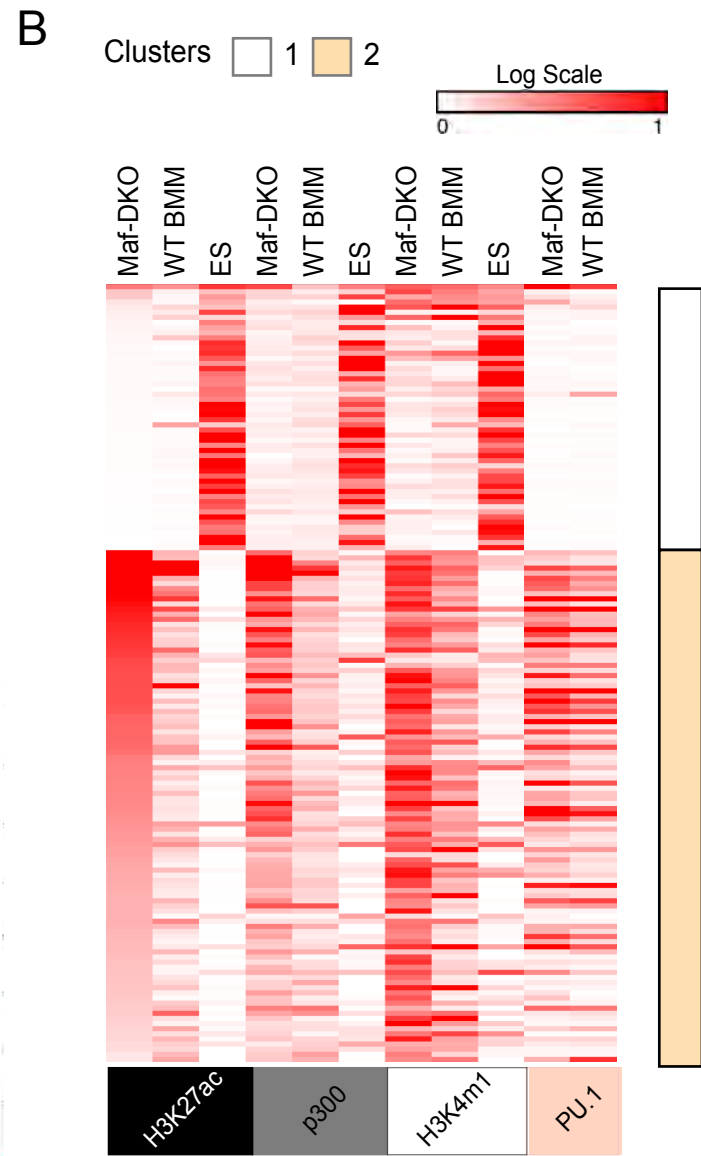 B
Clusters 1 2
Log Scale
0 1
Maf-DKO WT BMM ES Maf-DKO WT BMM ES Maf-DKO WT BMM ES Maf-DKO WT BMM
H3K27ac p300 H3K4m1 PU.1